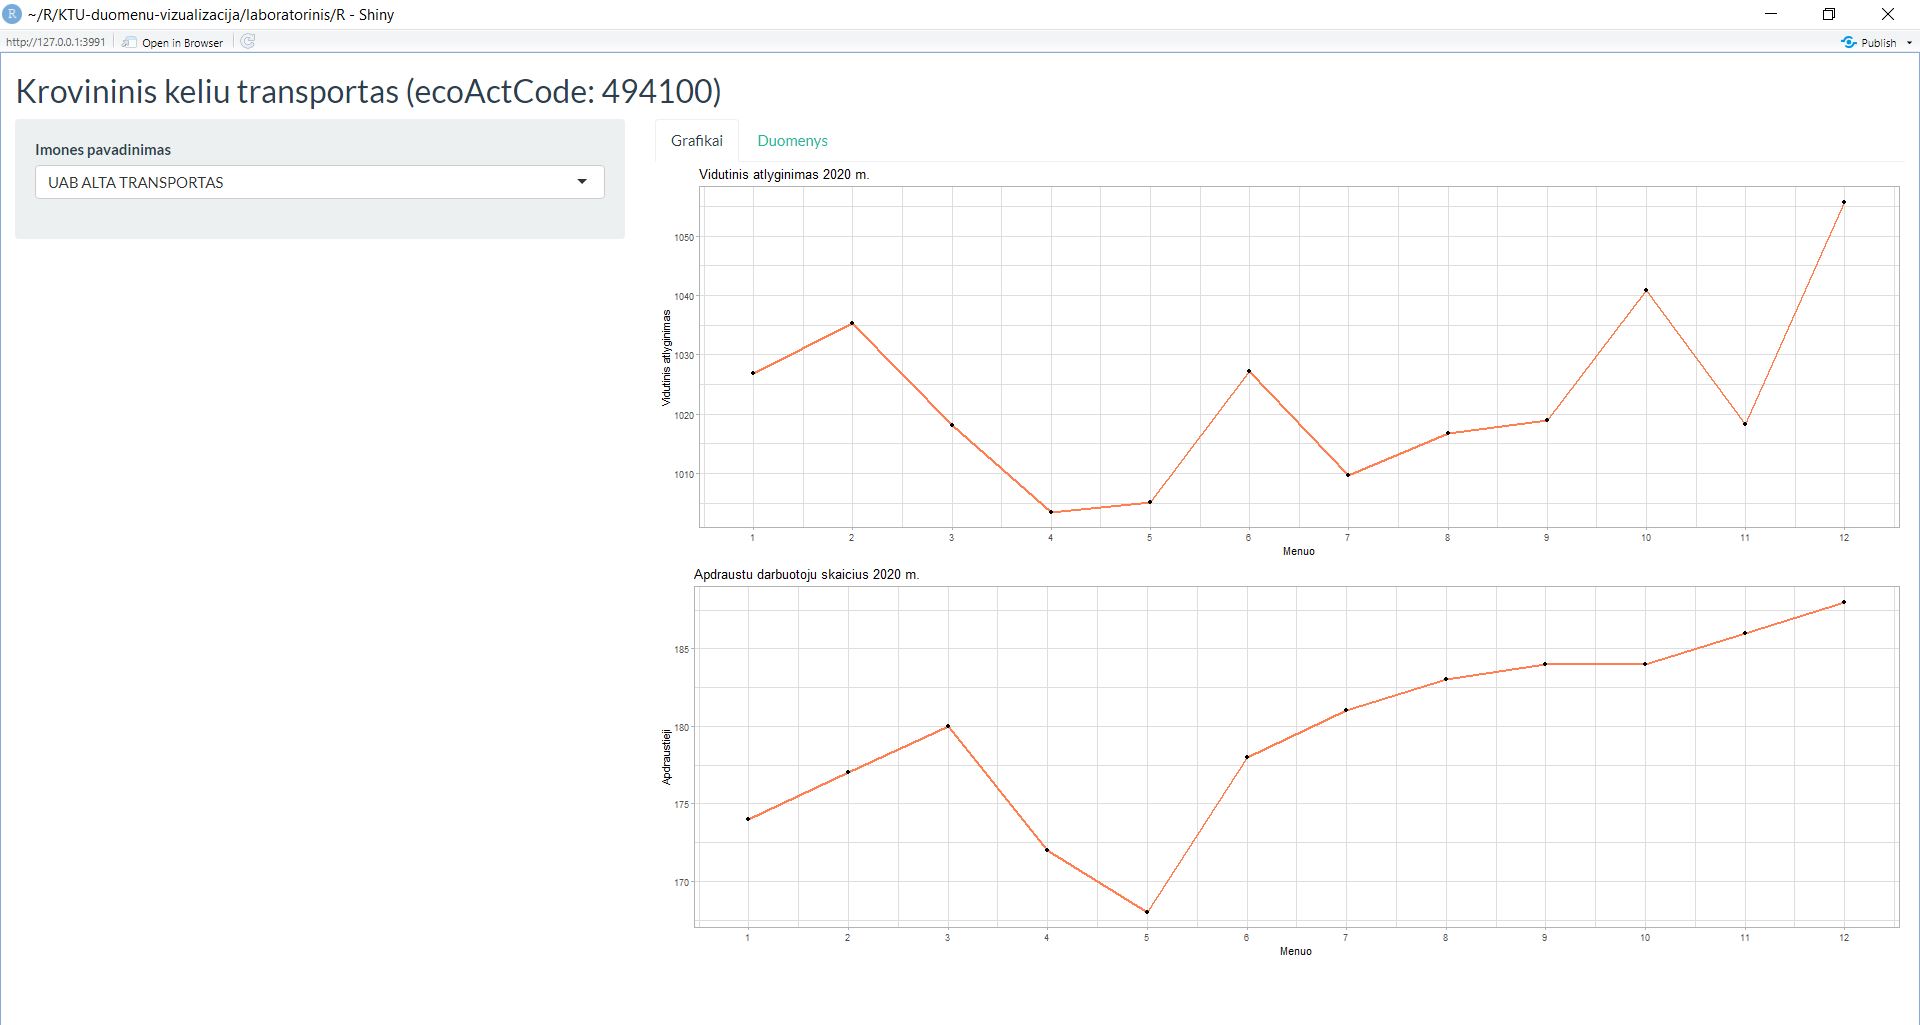 R ~/R/KTU-duomenu-vizualizacija/laboratorinis/R - Shiny
http://127.0.0.1:3991 Open in Browser Publish
Krovininis keliu transportas (ecoActCode: 494100)
Imones pavadinimas
UAB ALTA TRANSPORTAS
Grafikai Duomenys
Vidutinis atlyginimas 2020 m.
Vidutinis atlyginimas
1050
1040
1030
1020
1010
1 2 3 4 5 6 7 8 9 10 11 12
Menuo
Apdraustu darbuotoju skaicius 2020 m.
Apdraustieji
185
180
175
170
1 2 3 4 5 6 7 8 9 10 11 12
Menuo